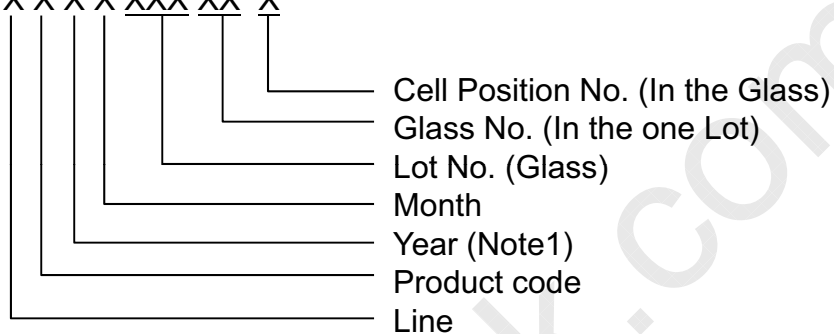 X X X X XXX XX X
Cell Position No. (In the Glass)
Glass No. (In the one Lot)
Lot No. (Glass)
Month
Year (Note1)
Product code
Line